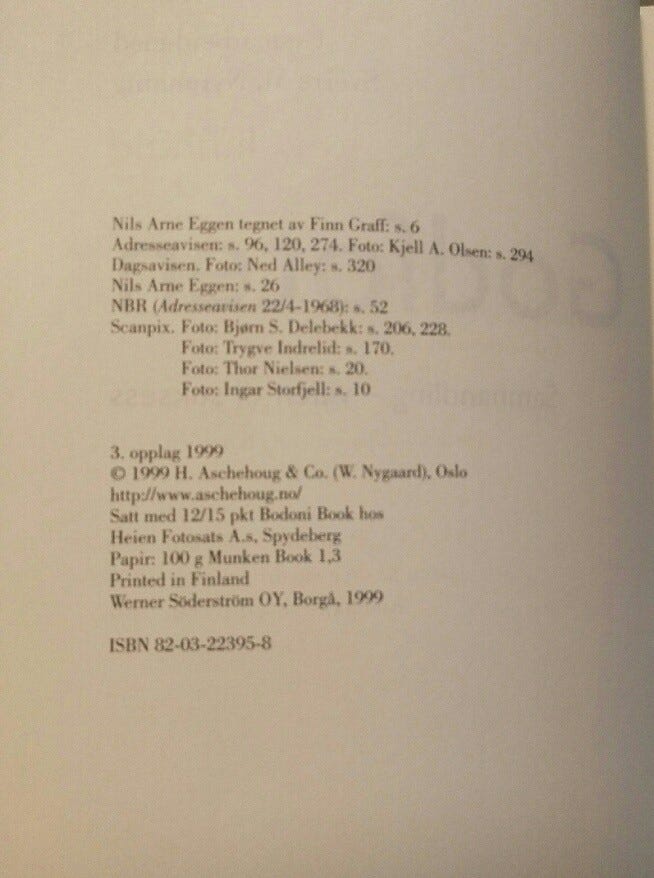 Nils Arne Eggen tegnet av Finn Graff: s. 6
Adresseavisen: s. 96, 120, 274. Foto: Kjell A. Olsen: s. 294
Dagsavisen. Foto: Ned Alley: s. 320
Nils Arne Eggen: s. 26
NBR (Adresseavisen 22/4-1968): s. 52
Scanpix. Foto: Bjørn S. Delebekk: s. 206, 228.
Foto: Trygve Indrelid: s. 170.
Foto: Thor Nielsen: s. 20.
Foto: Ingar Storfjell: s. 10
3. opplag 1999
© 1999 H. Aschehoug & Co. (W. Nygaard), Oslo
http://www.aschehoug.no/
Satt med 12/15 pkt Bodoni Book hos
Heien Fotosats A.s, Spydeberg
Papir: 100 g Munken Book 1,3
Printed in Finland
Werner Söderström OY, Borgå, 1999
ISBN 82-03-22395-8